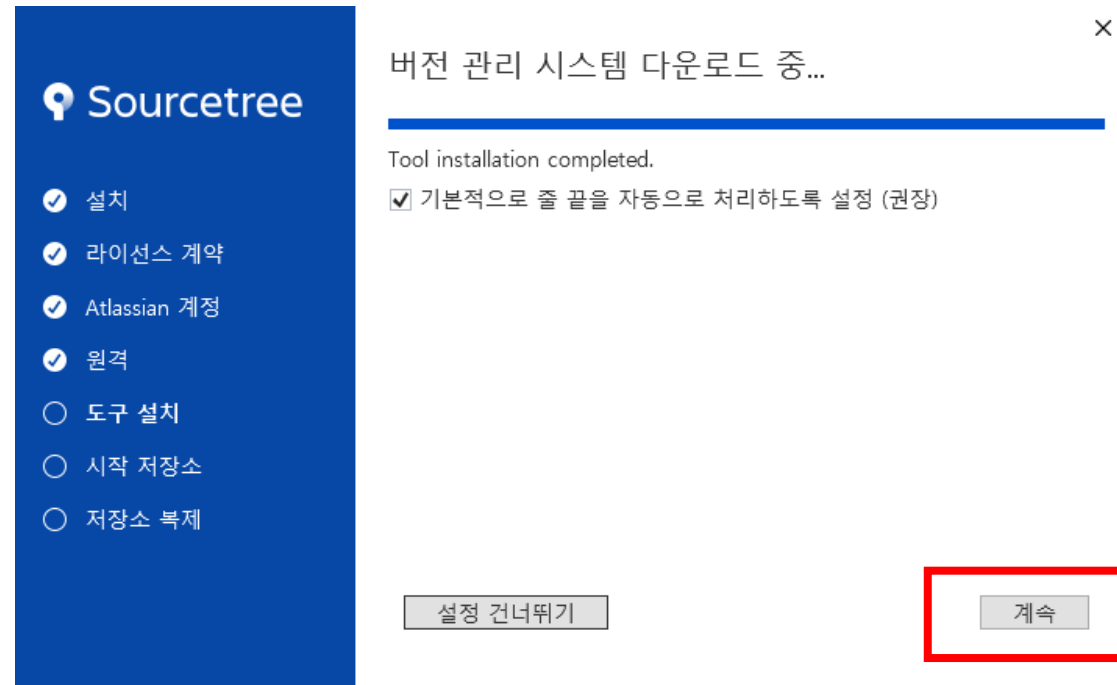 Sourcetree
설치
라이선스 계약
Atlassian 계정
원격
도구 설치
시작 저장소
저장소 복제
버전 관리 시스템 다운로드 중...
Tool installation completed.
기본적으로 줄 끝을 자동으로 처리하도록 설정 (권장)
설정 건너뛰기
계속